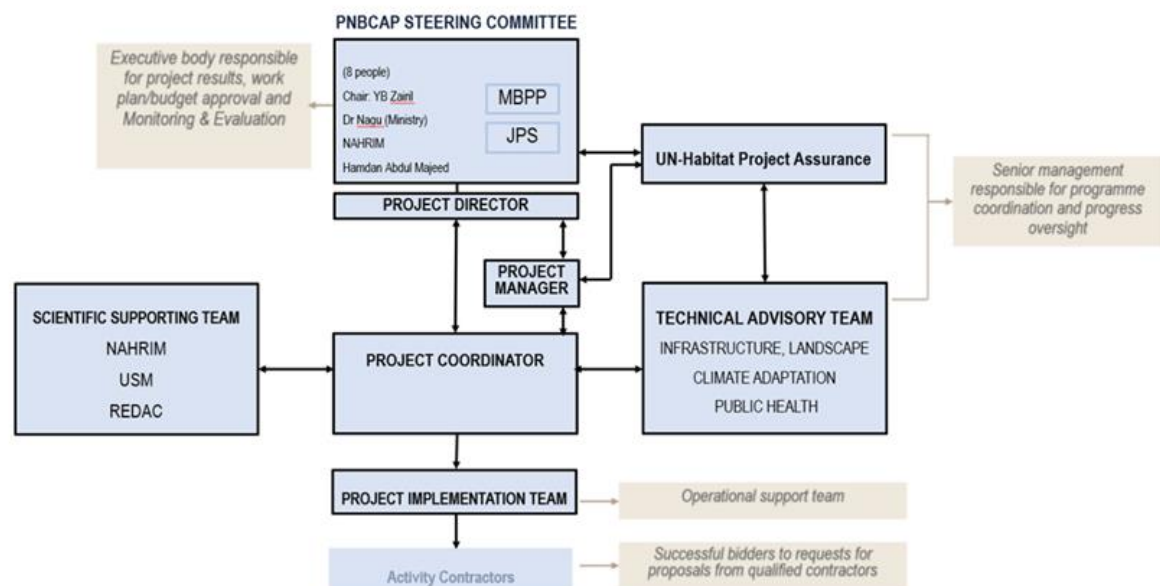 PNBCAP STEERING COMMITTEE
Executive body responsible
for project results, work
plan/budget approval and
Monitoring & Evaluation
(8 people)
Chair: YB Zairil
Dr Nagu (Ministry)
NAHRIM
Hamdan Abdul Majeed
MBPP
JPS
UN-Habitat Project Assurance
Senior management
responsible for programme
coordination and progress
oversight
PROJECT DIRECTOR
PROJECT
MANAGER
SCIENTIFIC SUPPORTING TEAM
NAHRIM
USM
REDAC
PROJECT COORDINATOR
TECHNICAL ADVISORY TEAM
INFRASTRUCTURE, LANDSCAPE
CLIMATE ADAPTATION
PUBLIC HEALTH
PROJECT IMPLEMENTATION TEAM
Operational support team
Activity Contractors
Successful bidders to requests for
proposals from qualified contractors